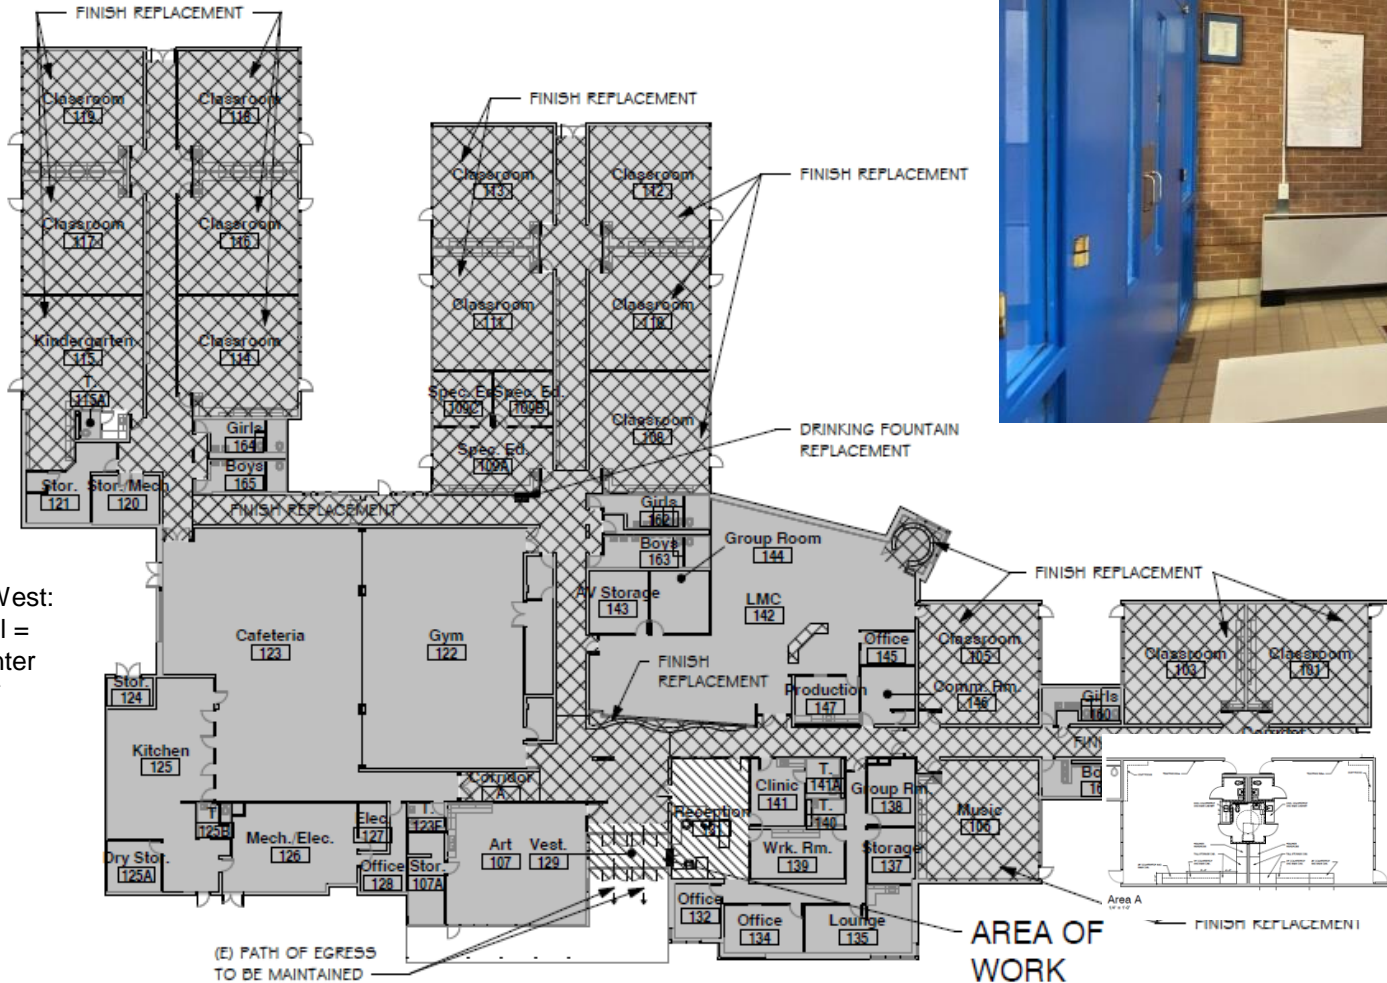 FINISH REPLACEMENT
Classroom
119
Classroom
118
FINISH REPLACEMENT
Classroom
113
Classroom
112
FINISH REPLACEMENT
Classroom
117
Classroom
116
Classroom
111
Classroom
110
Kindergarten
115
Classroom
114
T.
115A
Spec. Ed.
109C
Spec. Ed.
109B
Classroom
108
Girls
164
DRINKING FOUNTAIN
REPLACEMENT
Spec. Ed.
109A
Boys
165
Stor.
121
Stor./Mech
120
FINISH REPLACEMENT
Girls
162
Boys
163
Group Room
144
FINISH REPLACEMENT
AV Storage
143
LMC
142
West:
l =
nter
Cafeteria
123
Gym
122
Office
145
Classroom
105
Classroom
103
Classroom
101
FINISH
REPLACEMENT
Stor.
124
Production
147
Comm. Rm.
146
Girls
160
Kitchen
125
Corridor
A
Clinic
141
T.
141A
T.
140
Group Rm.
138
Reception
131
Music
106
T
125B
Mech./Elec.
126
Elec.
127
T.
123F
Art
107
Vest.
129
Wrk. Rm.
139
Storage
137
Dry Stor.
125A
Office
128
Stor.
107A
Office
132
Office
134
Lounge
135
Area A
FINISH REPLACEMENT
AREA OF
WORK
(E) PATH OF EGRESS
TO BE MAINTAINED